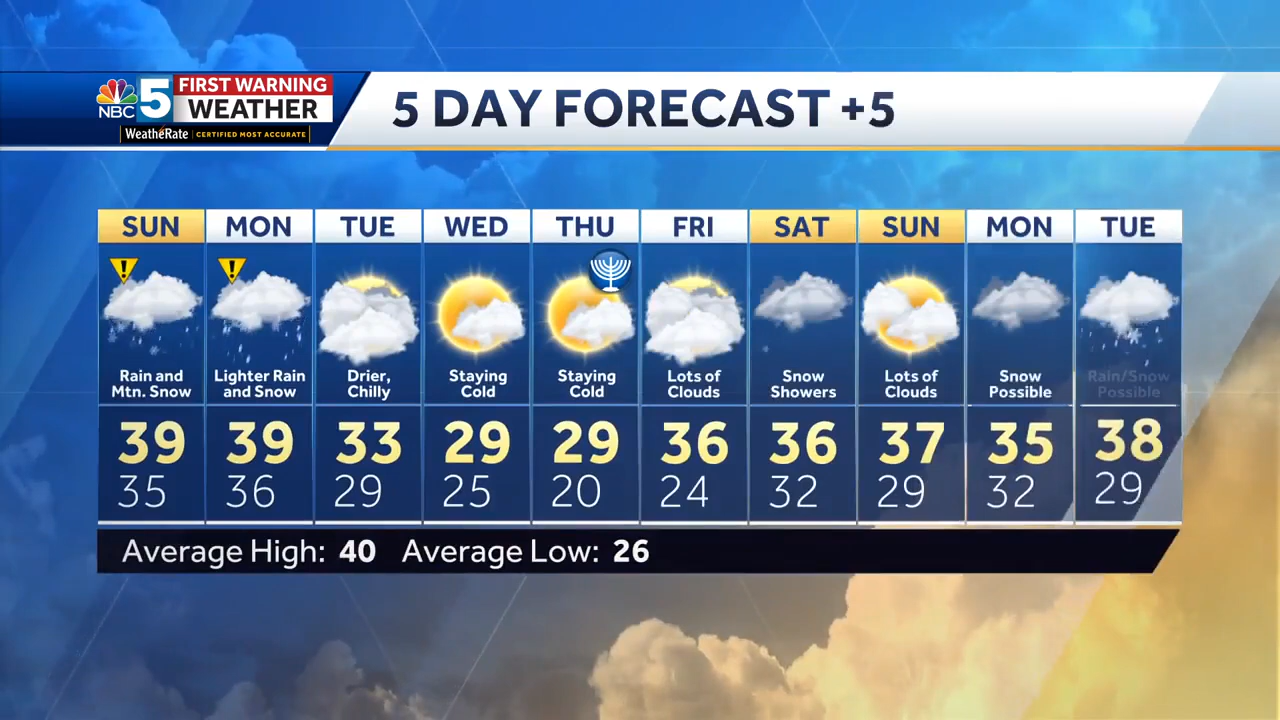 FIRST WARNING
NBC 5 WEATHER
WeatheRate CERTIFIED MOST ACCURATE
5 DAY FORECAST +5
SUN MON TUE WED THU FRI SAT SUN MON TUE
! !
Rain and Lighter Rain Drier, Staying Staying Lots of Snow Lots of Snow Rain/Snow
Mtn. Snow and Snow Chilly Cold Cold Clouds Showers Clouds Possible Possible
39 39 33 29 29 36 36 37 35 38
35 36 29 25 20 24 32 29 32 29
Average High: 40 Average Low: 26